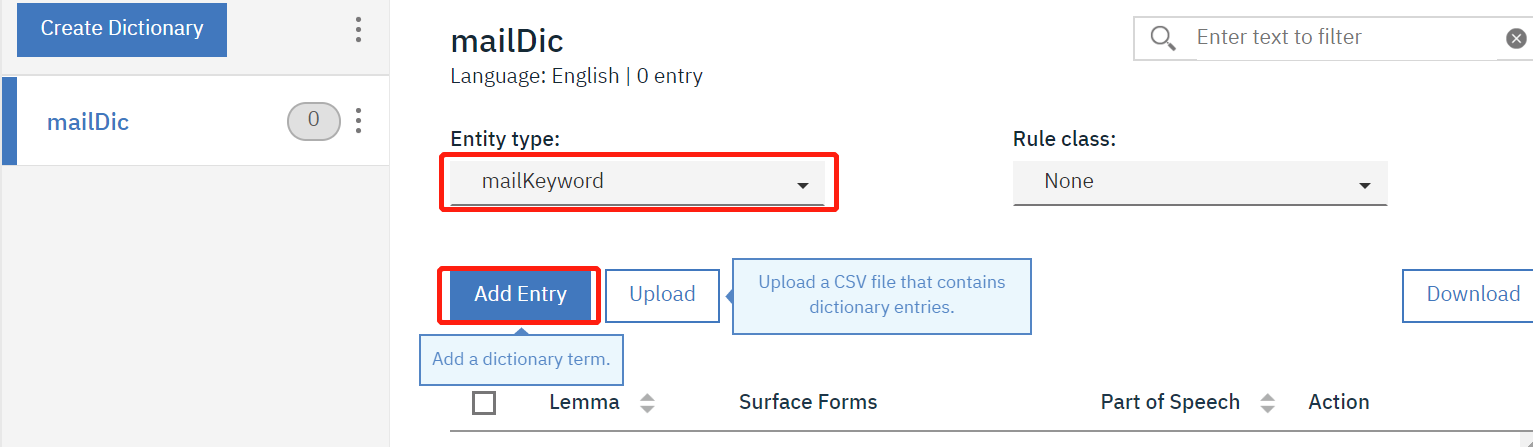 Create Dictionary
mailDic
0
mailDic
Language: English | 0 entry
Enter text to filter
Entity type:
mailKeyword
Rule class:
None
Add Entry
Upload
Upload a CSV file that contains
dictionary entries.
Download
Add a dictionary term.
Lemma Surface Forms Part of Speech Action